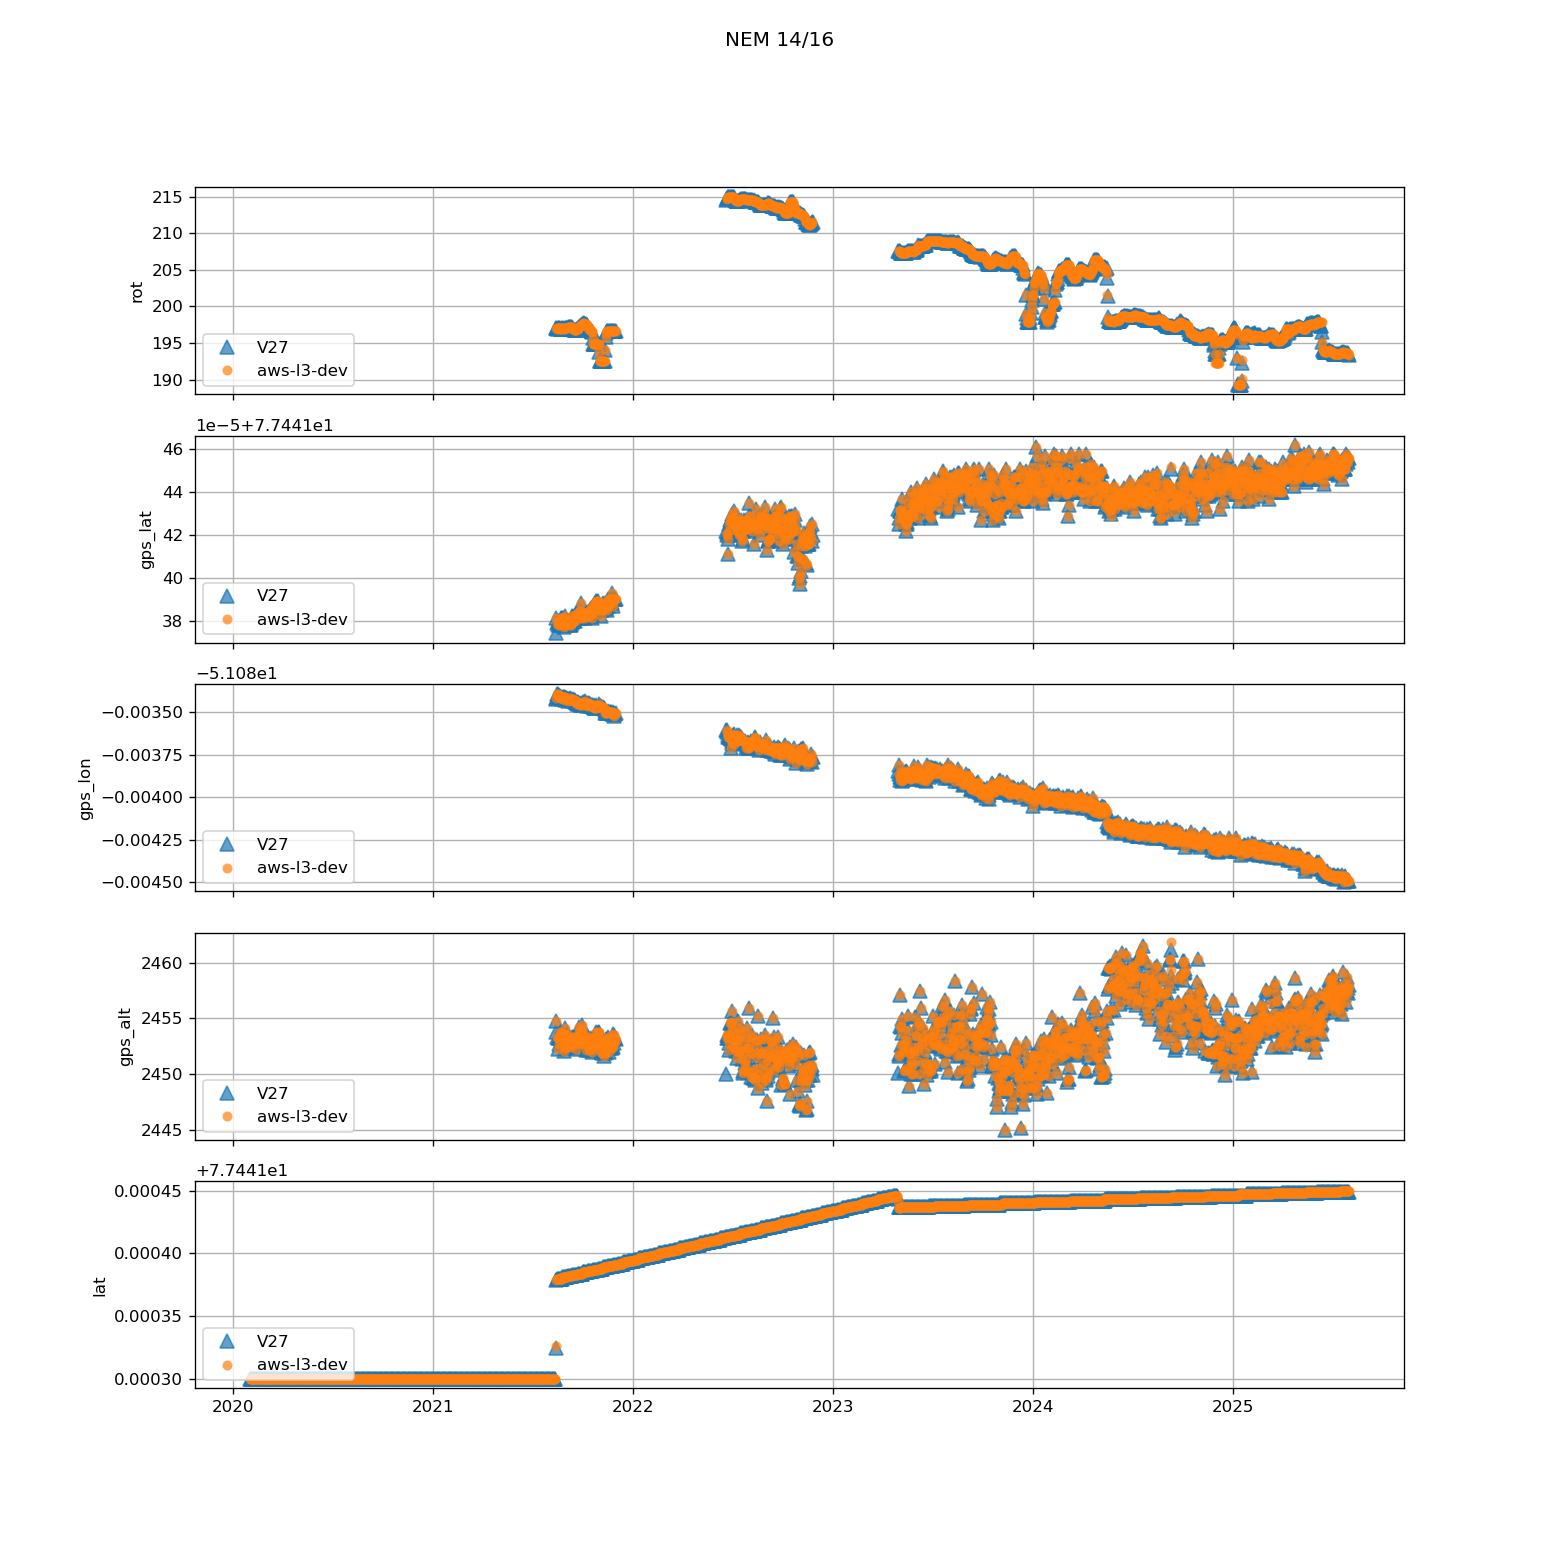 NEM 14/16
215
210
205
200
195
190
rot
V27
aws-l3-dev
1e−5+7.7441e1
46
44
42
40
38
gps_lat
V27
aws-l3-dev
−5.108e1
−0.00350
−0.00375
−0.00400
−0.00425
−0.00450
gps_lon
V27
aws-l3-dev
2460
2455
2450
2445
gps_alt
V27
aws-l3-dev
+7.7441e1
0.00045
0.00040
0.00035
0.00030
lat
V27
aws-l3-dev
2020 2021 2022 2023 2024 2025